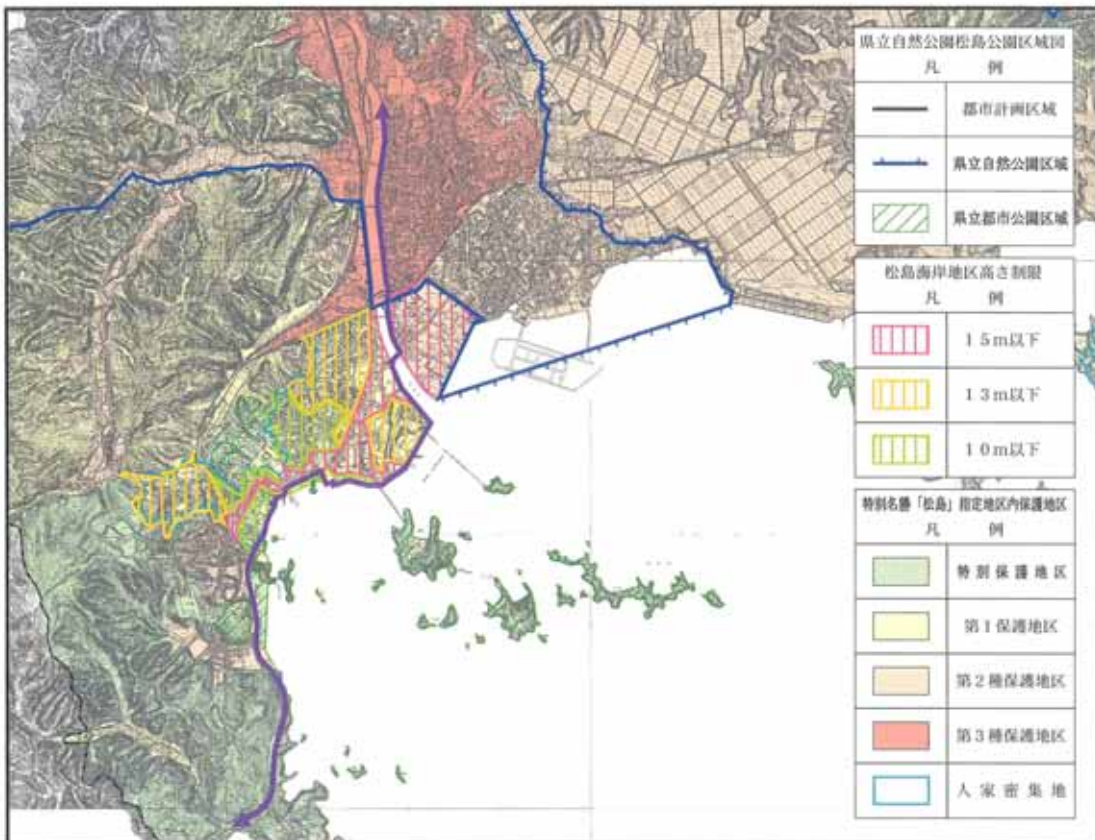 県立自然公園松島公園区域図
凡 例
都市計画区域
県立自然公園区域
県立都市公園区域
松島海岸地区高さ制限
凡 例
15m以下
13m以下
10m以下
特別名勝「松島」指定地区内保護地区
凡 例
特別保護地区
第1保護地区
第2種保護地区
第3種保護地区
人家密集地